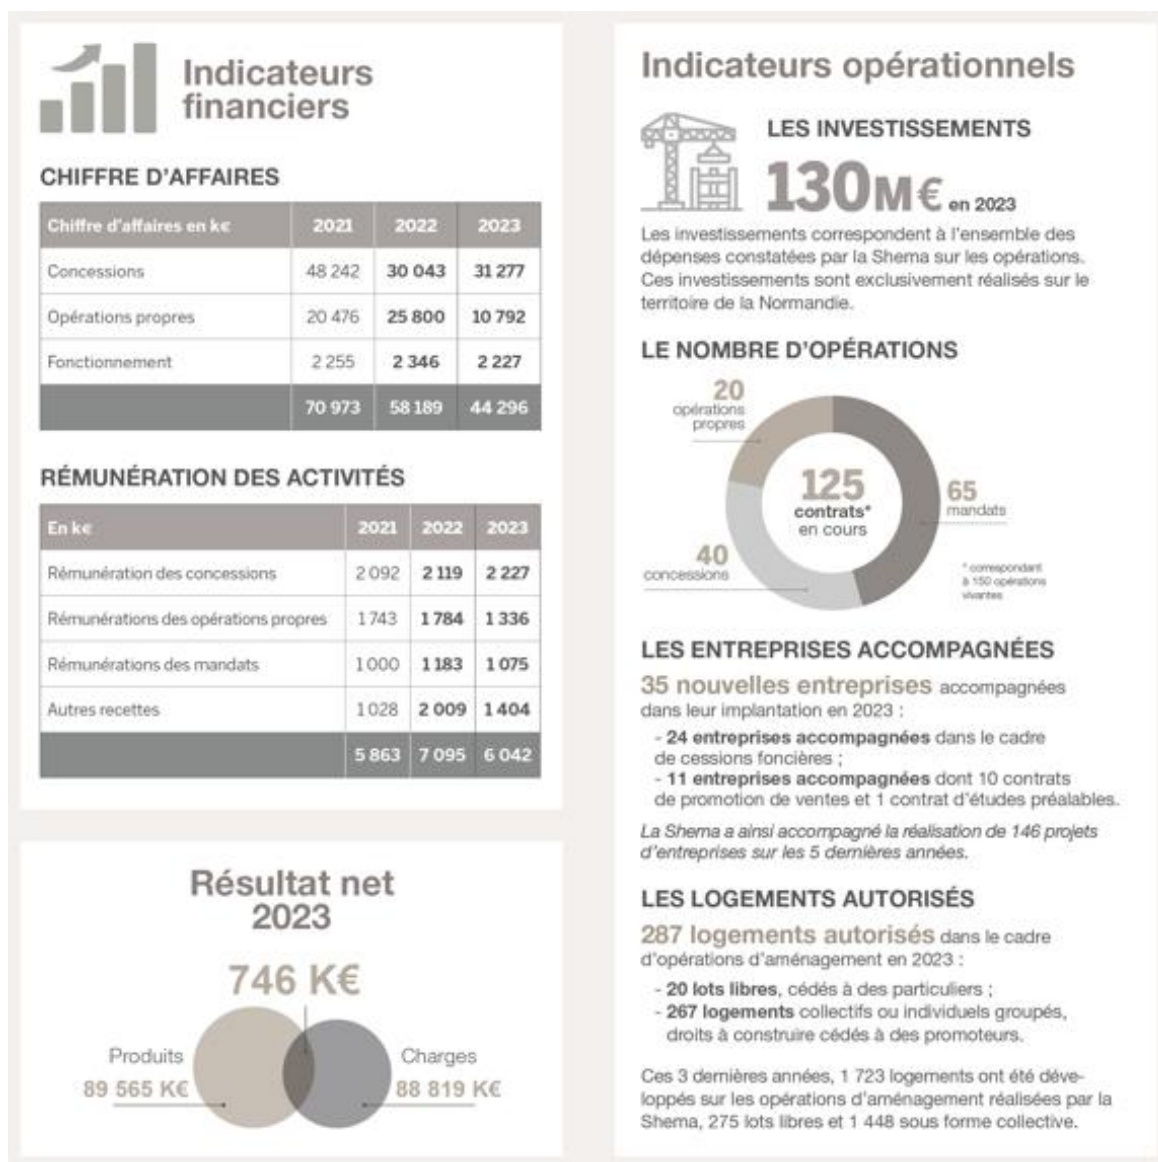 Indicateurs
financiers
CHIFFRE D'AFFAIRES
Chiffre d'affaires en k€ 2021 2022 2023
Concessions 48 242 30 043 31 277
Opérations propres 20 476 25 800 10 792
Fonctionnement 2 255 2 346 2 227
70 973 58 189 44 296
RÉMUNÉRATION DES ACTIVITÉS
En k€ 2021 2022 2023
Rémunération des concessions 2 092 2 119 2 227
Rémunérations des opérations propres 1 743 1 784 1 336
Rémunérations des mandats 1 000 1 183 1 075
Autres recettes 1 028 2 009 1 404
5 863 7 095 6 042
Résultat net
2023
746 K€
Produits
89 565 K€
Charges
88 819 K€
Indicateurs opérationnels
LES INVESTISSEMENTS
130M€ en 2023
Les investissements correspondent à l'ensemble des
dépenses constatées par la Shema sur les opérations.
Ces investissements sont exclusivement réalisés sur le
territoire de la Normandie.
LE NOMBRE D'OPÉRATIONS
20
opérations
propres
125
contrats*
en cours
65
mandats
40
concessions
* correspondant
à 150 opérations
vivantes
LES ENTREPRISES ACCOMPAGNÉES
35 nouvelles entreprises accompagnées
dans leur implantation en 2023 :
- 24 entreprises accompagnées dans le cadre
de cessions foncières ;
- 11 entreprises accompagnées dont 10 contrats
de promotion de ventes et 1 contrat d'études préalables.
La Shema a ainsi accompagné la réalisation de 146 projets
d'entreprises sur les 5 dernières années.
LES LOGEMENTS AUTORISÉS
287 logements autorisés dans le cadre
d'opérations d'aménagement en 2023 :
- 20 lots libres, cédés à des particuliers ;
- 267 logements collectifs ou individuels groupés,
droits à construire cédés à des promoteurs.
Ces 3 dernières années, 1 723 logements ont été déve-
loppés sur les opérations d'aménagement réalisées par la
Shema, 275 lots libres et 1 448 sous forme collective.